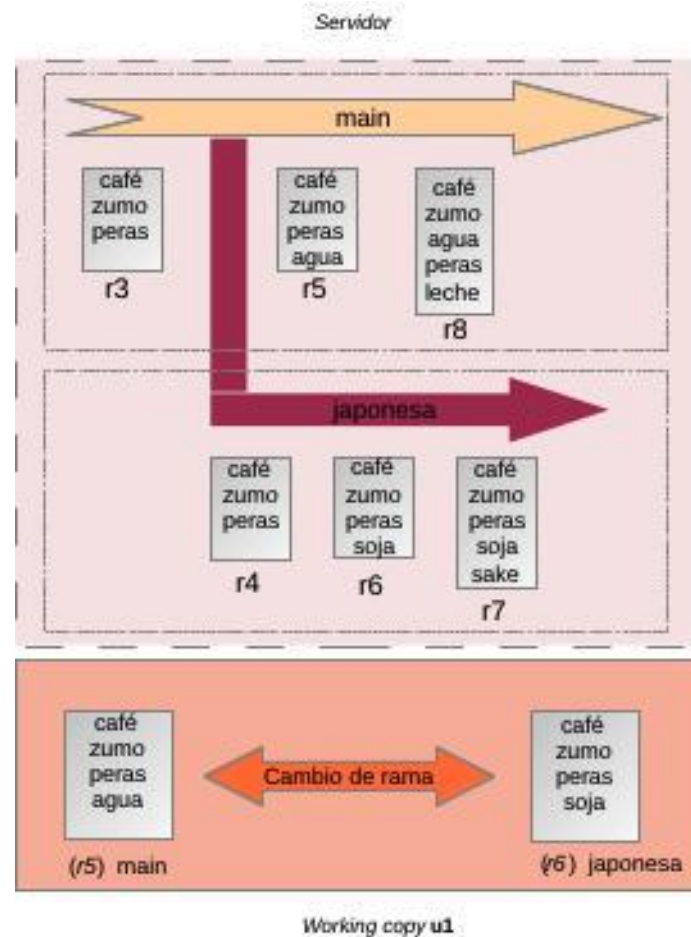 Servidor
main
café
zumo
peras
r3
café
zumo
peras
agua
r5
café
zumo
agua
peras
leche
r8
japonesa
café
zumo
peras
r4
café
zumo
peras
soja
r6
café
zumo
peras
soja
sake
r7
café
zumo
peras
agua
(r5) main
Cambio de rama
café
zumo
peras
soja
(r6) japonesa
Working copy u1